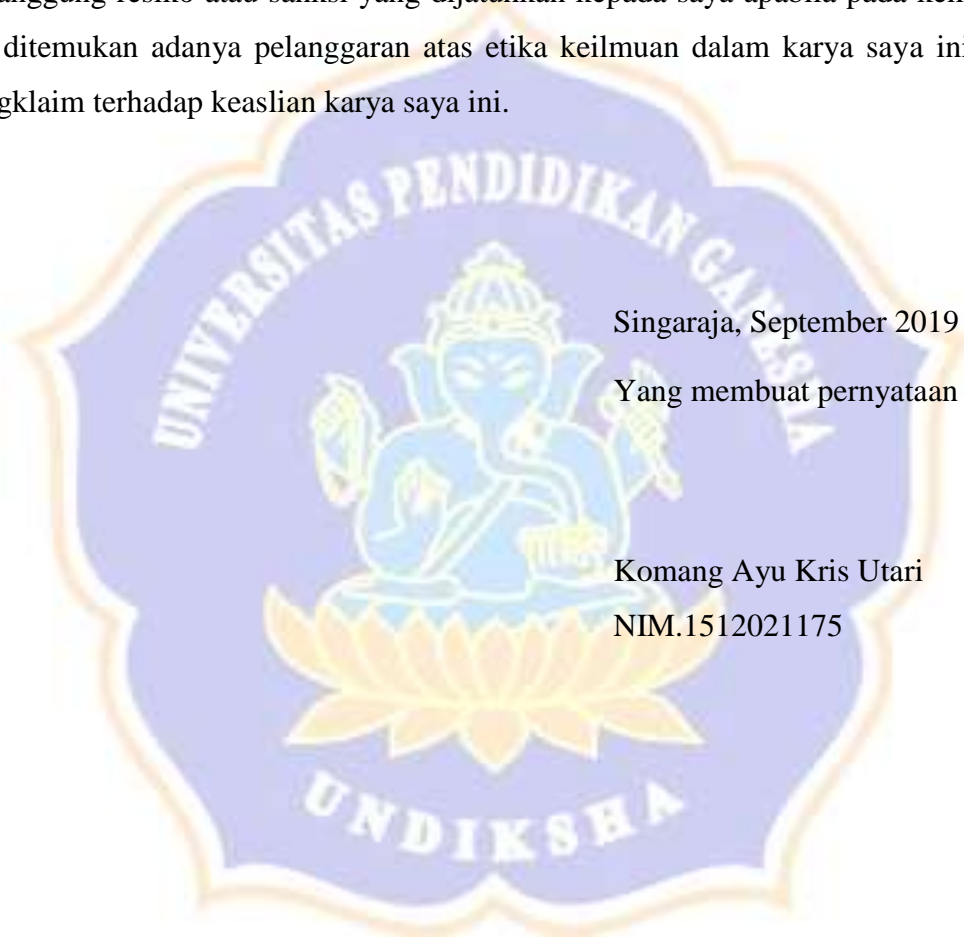 ditemukan adanya pelanggaran atas etika keilmuan dalam karya saya ini
terhadap keaslian karya saya ini.
UNIVERSITAS PENDIDIKAN GANESHA
Singaraja, September 2019
Yang membuat pernyataan
Komang Ayu Kris Utari
NIM.1512021175
UNDIKSHA